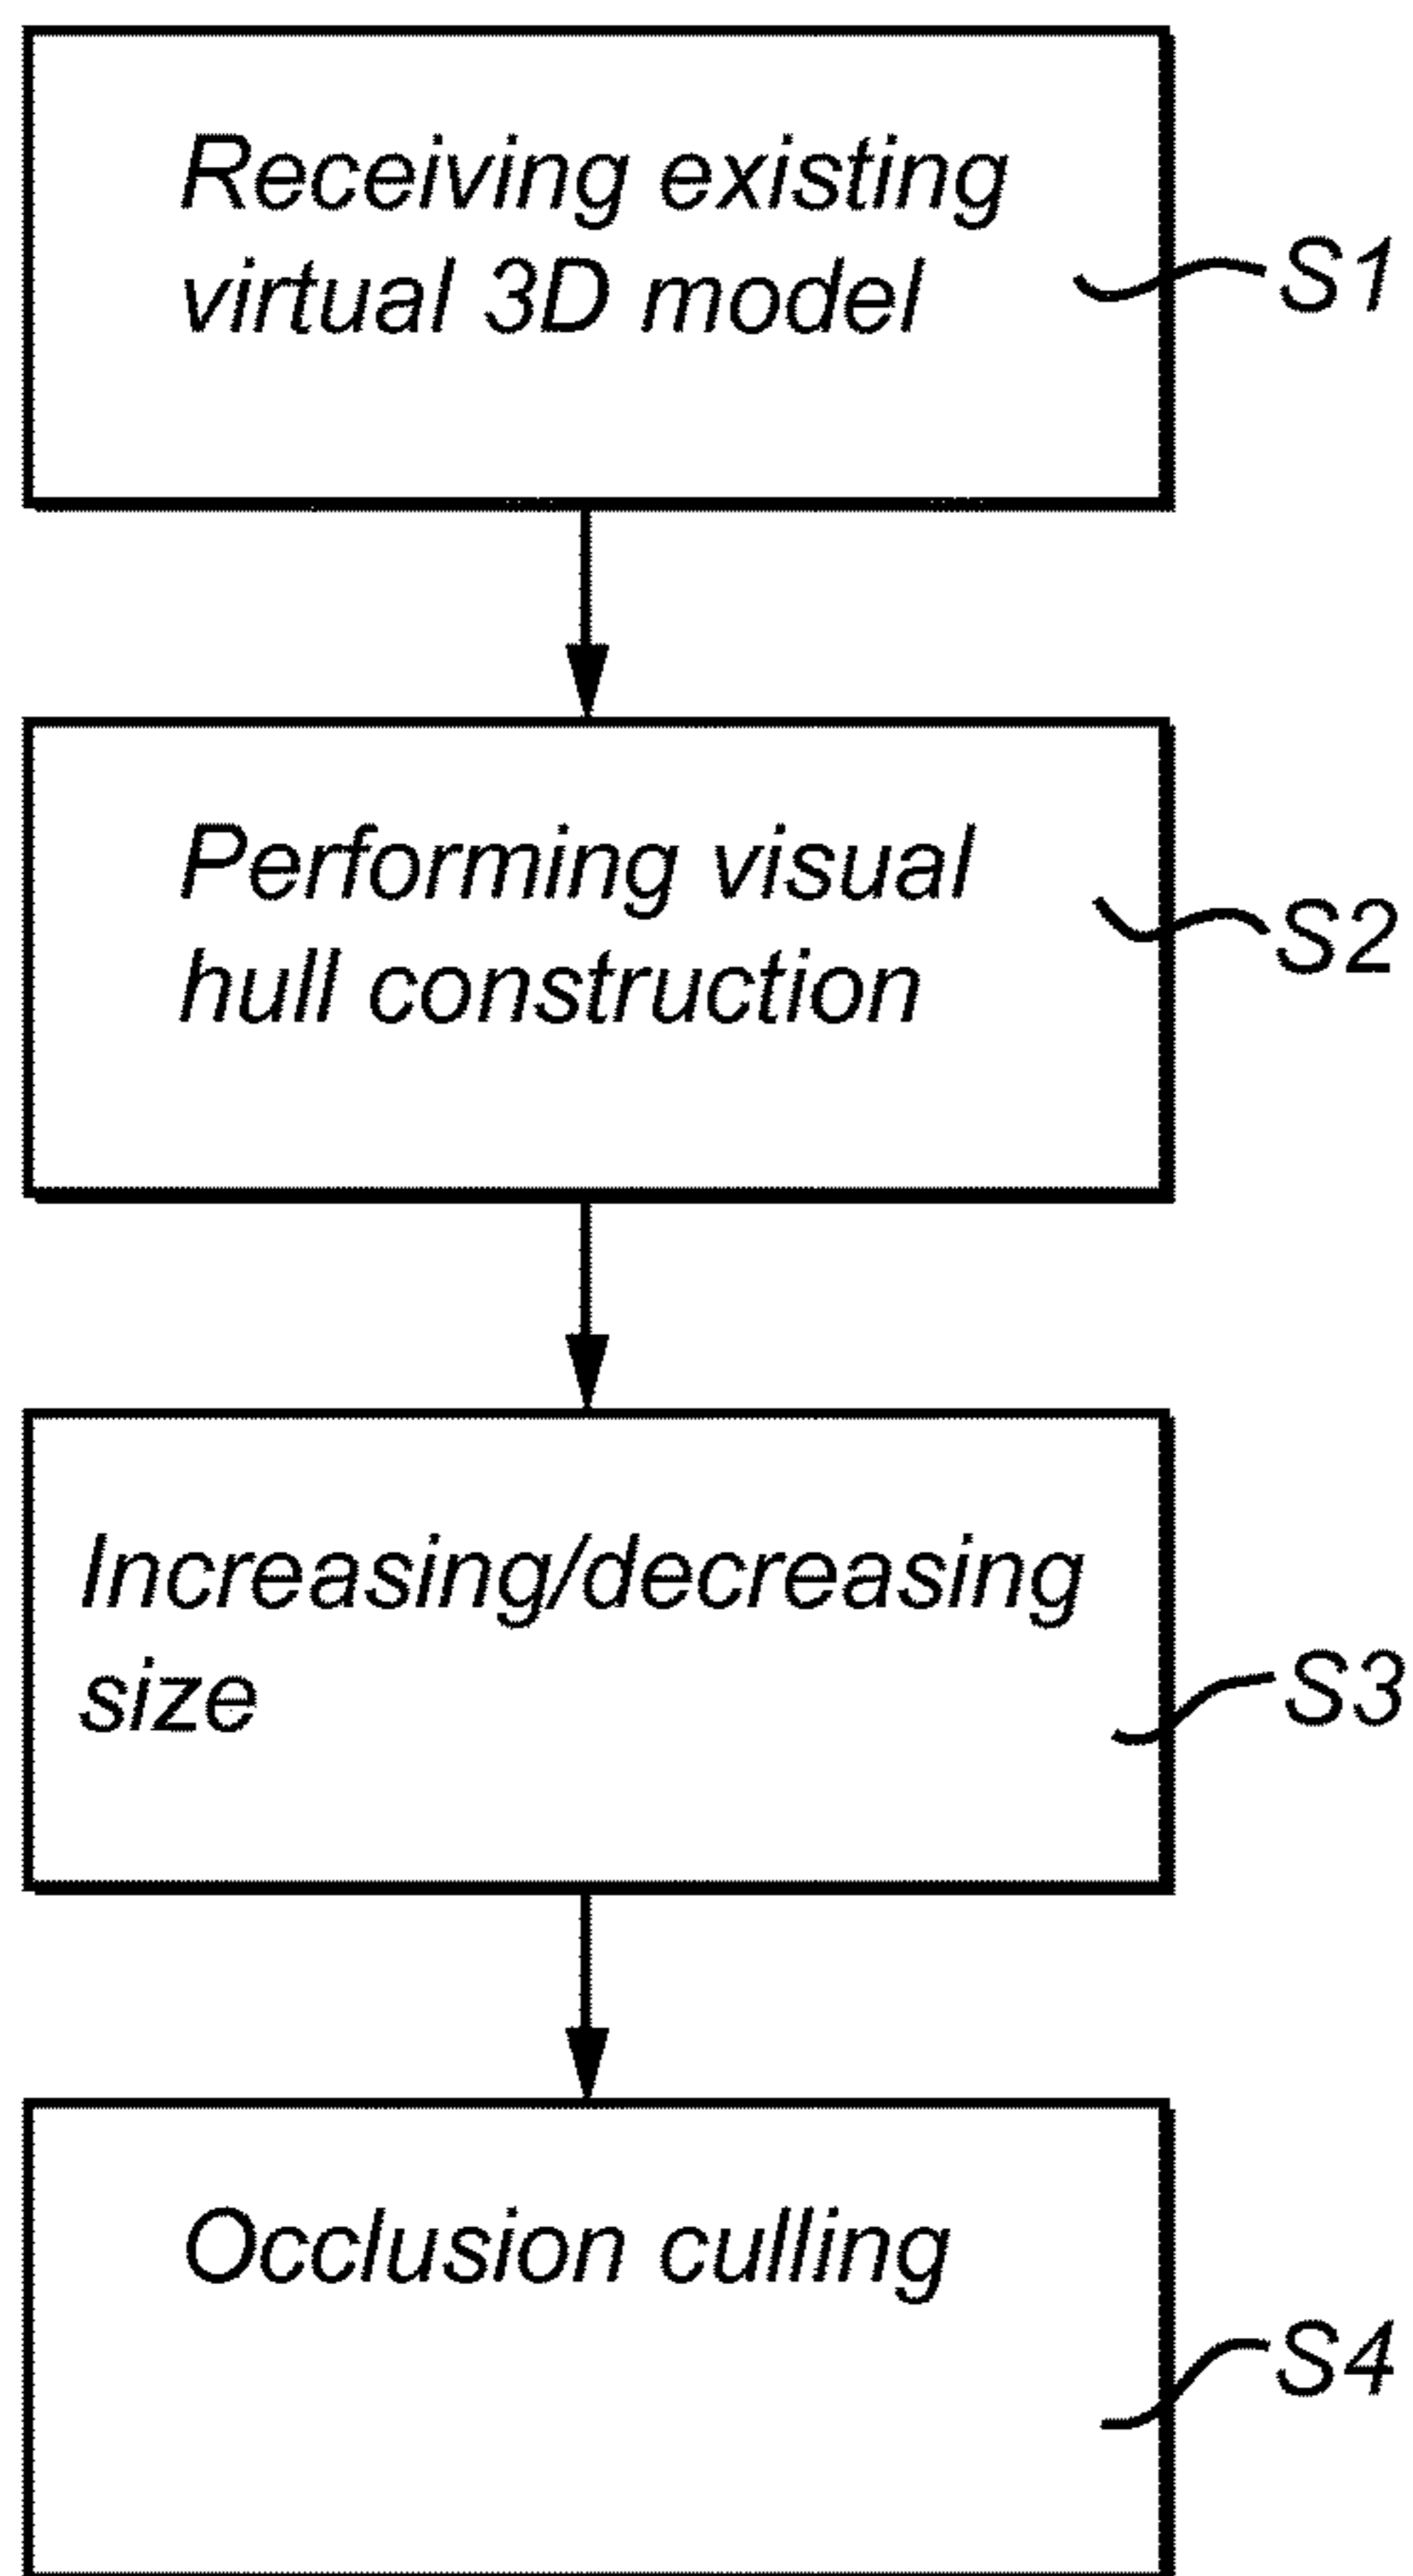 Receiving existing
virtual 3D model
S1
Performing visual
hull construction
S2
Increasing/decreasing
size
S3
Occlusion culling
S4